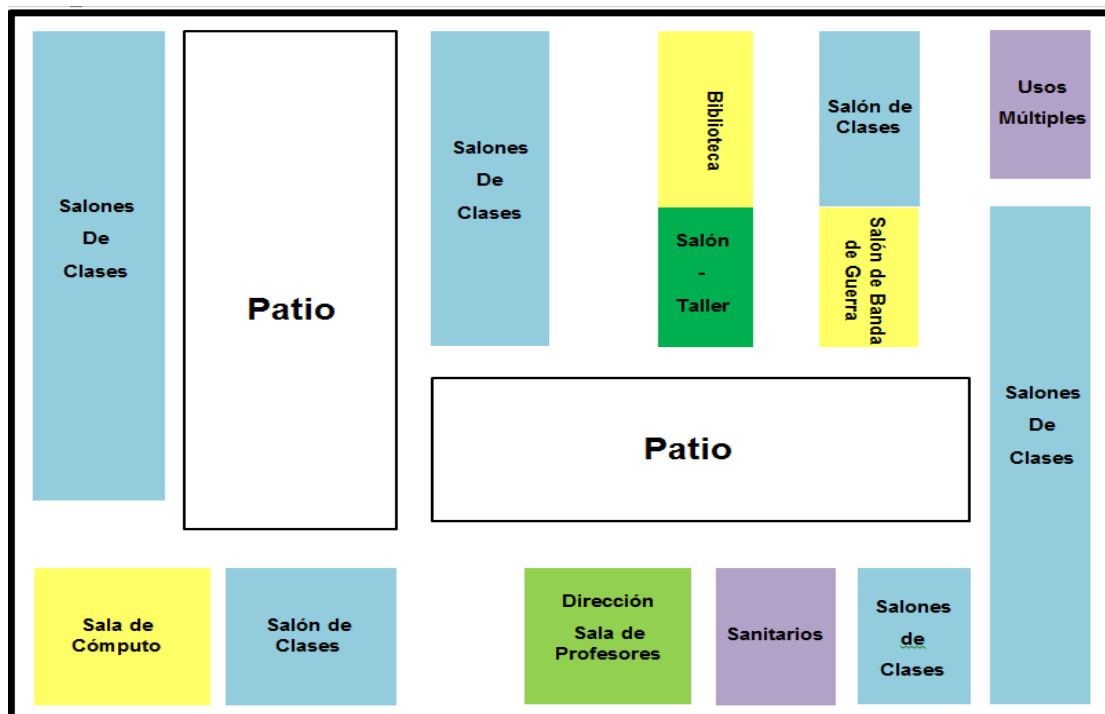 Salones
De
Clases
Patio
Salones
De
Clases
Biblioteca
Salón
-
Taller
Salón de
Clases
Salón de Banda
de Guerra
Usos
Múltiples
Salones
De
Clases
Patio
Sala de
Cómputo
Salón de
Clases
Dirección
Sala de
Profesores
Sanitarios
Salones
de
Clases